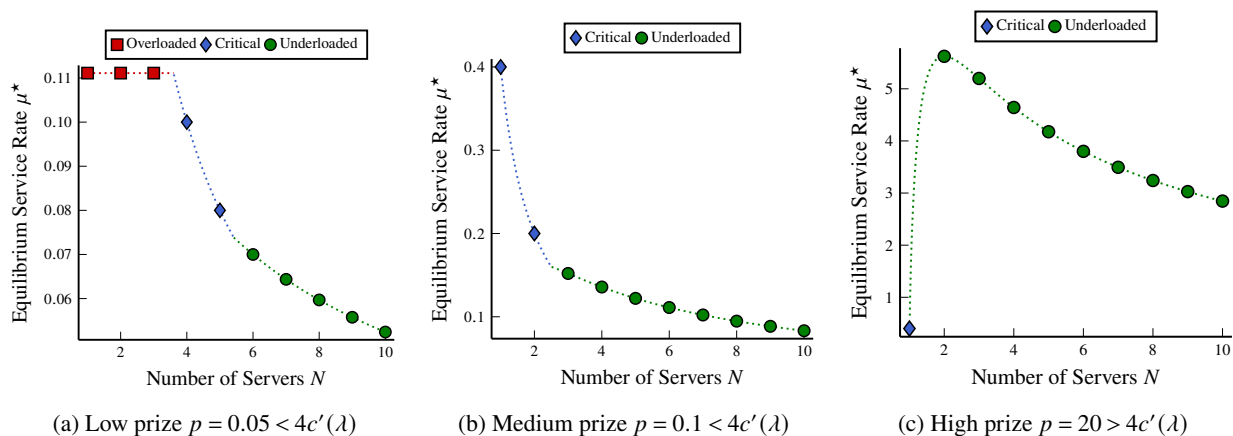 Overloaded Critical Underloaded
0.11
0.10
0.09
0.08
0.07
0.06
2 4 6 8 10
Equilibrium Service Rate μ★
Number of Servers N
(a) Low prize p = 0.05 < 4c′(λ)
Critical Underloaded
0.4
0.3
0.2
0.1
2 4 6 8 10
Equilibrium Service Rate μ★
Number of Servers N
(b) Medium prize p = 0.1 < 4c′(λ)
Critical Underloaded
5
4
3
2
1
2 4 6 8 10
Equilibrium Service Rate μ★
Number of Servers N
(c) High prize p = 20 > 4c′(λ)